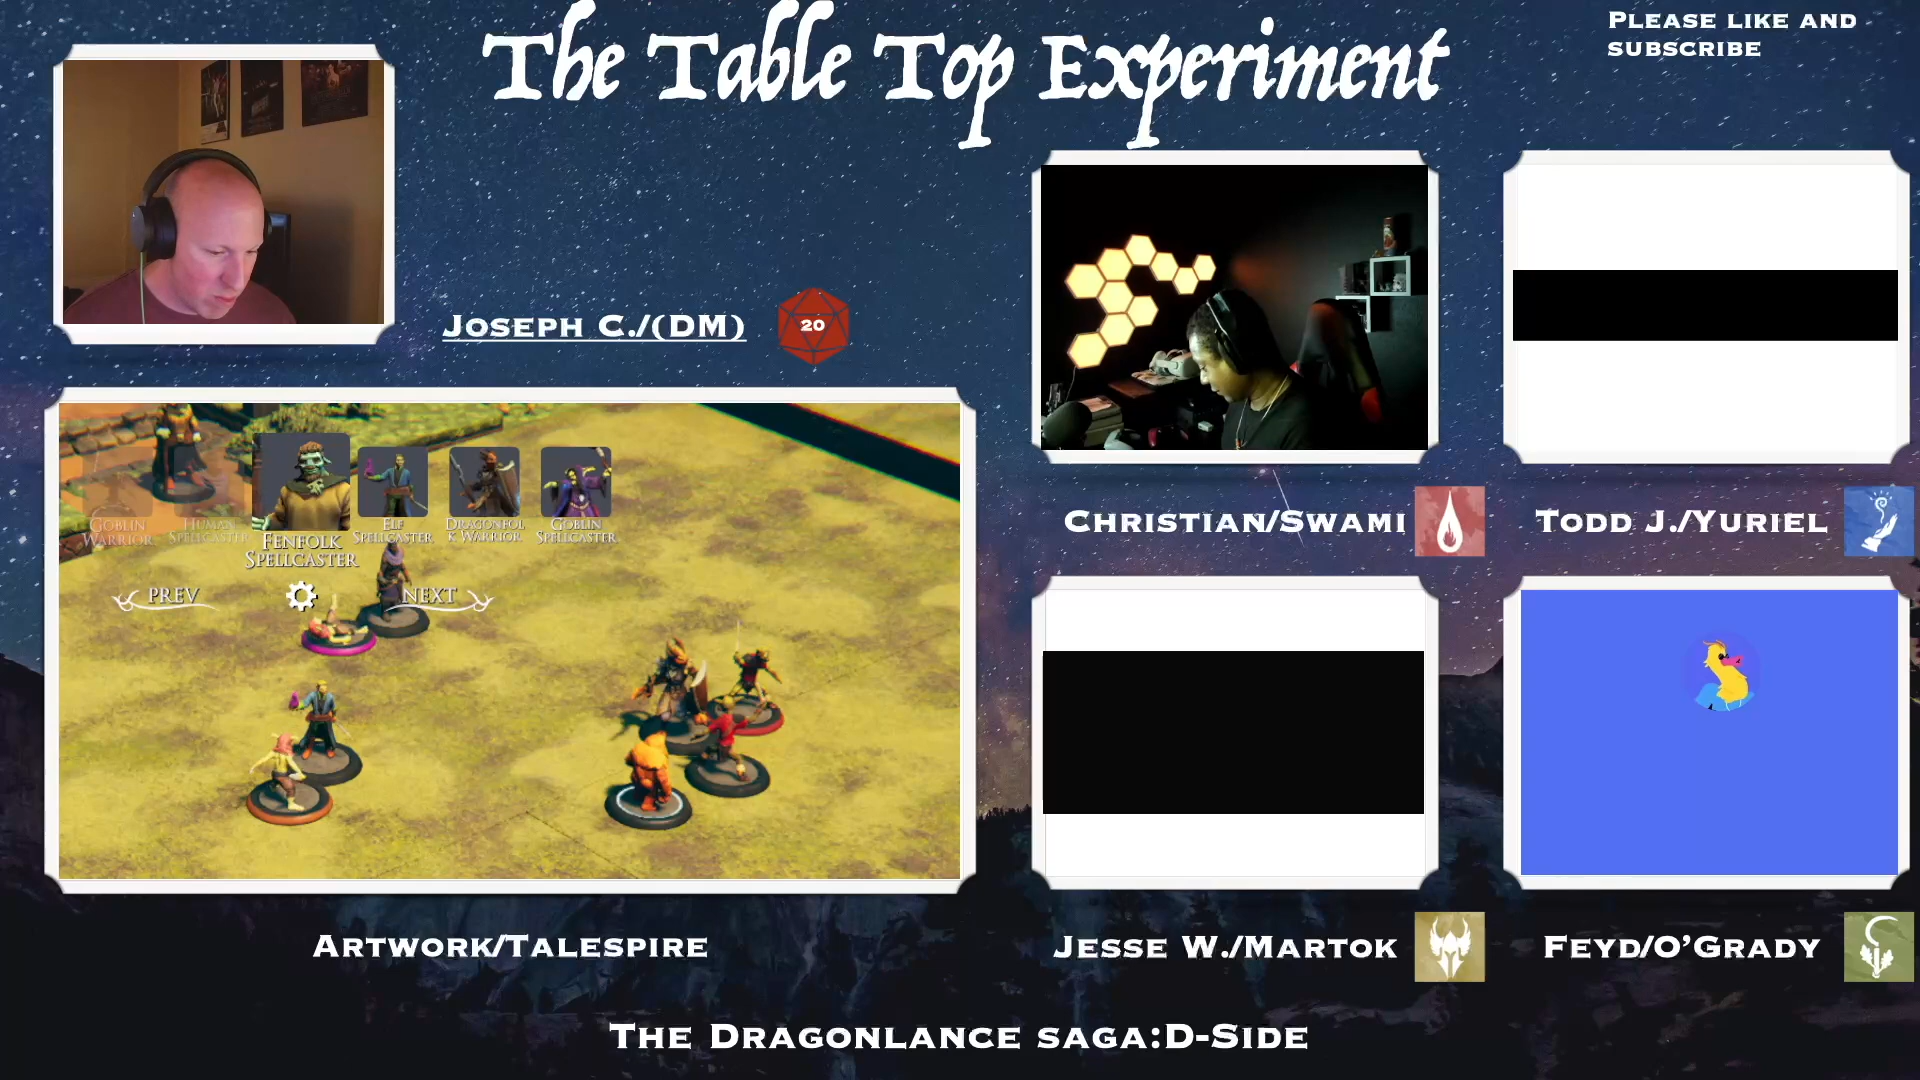 The Table Top Experiment
Please like and
subscribe
Joseph C./(DM)
20
Goblin
Warrior
Human
Spellcaster
Fenfolk
Spellcaster
Elf
Spellcaster
Dragonfol
k Warrior
Goblin
Spellcaster
PREV
NEXT
Christian/Swami
Todd J./Yuriel
Artwork/Talespire
Jesse W./Martok
Feyd/O'Grady
The Dragonlance saga:D-Side